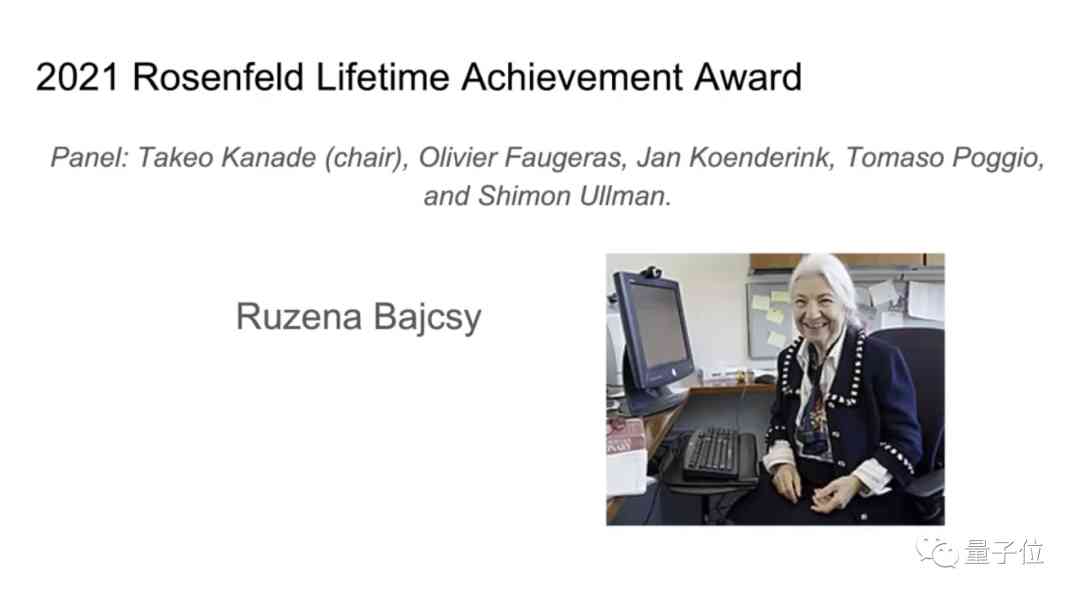 2021 Rosenfeld Lifetime Achievement Award
Panel: Takeo Kanade (chair), Olivier Faugeras, Jan Koenderink, Tomaso Poggio,
and Shimon Ullman.
Ruzena Bajcsy
量子位